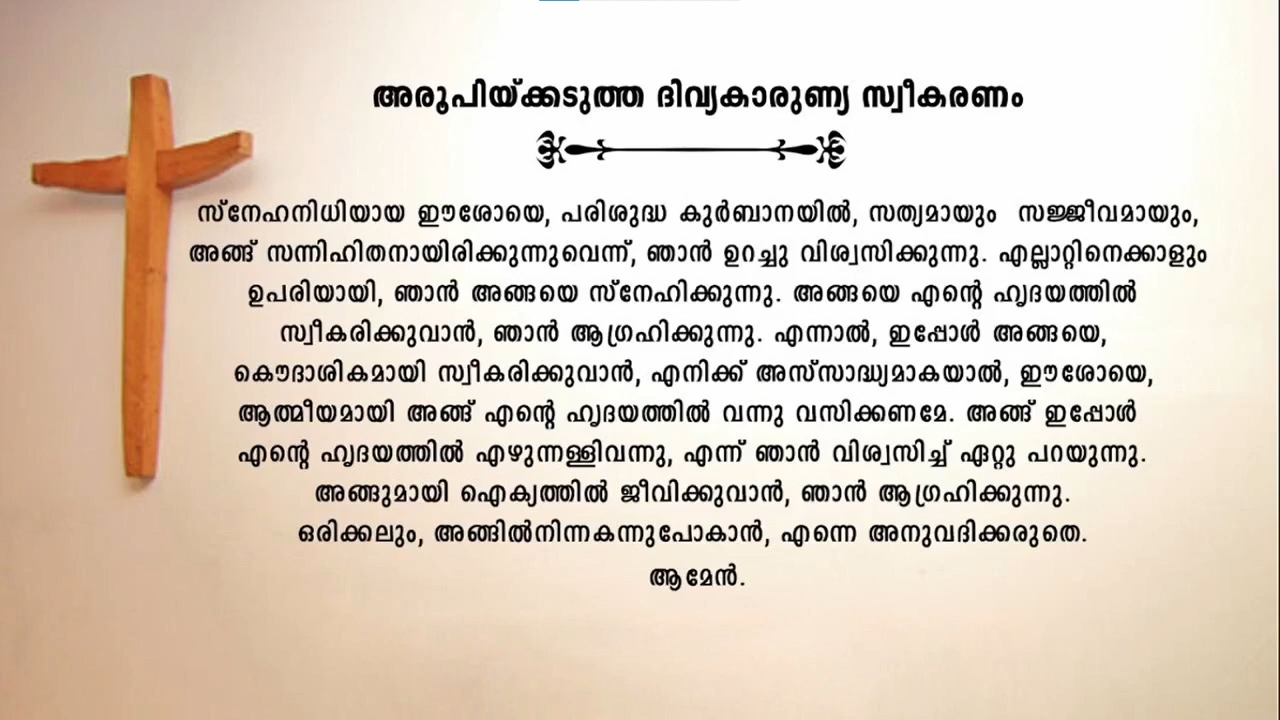 അരൂപിയ്ക്കടുത്ത ദിവ്യകാരുണ്യ സ്വീകരണം
സ്നേഹനിധിയായ ഈശോയെ, പരിശുദ്ധ കുർബാനയിൽ, സത്യമായും സജ്ജീവമായും,
അങ്ങ് സന്നിഹിതനായിരിക്കുന്നുവെന്ന്, ഞാൻ ഉറച്ചു വിശ്വസിക്കുന്നു. എല്ലാറ്റിനെക്കാളും
ഉപരിയായി, ഞാൻ അങ്ങയെ സ്നേഹിക്കുന്നു. അങ്ങയെ എന്റെ ഹൃദയത്തിൽ
സ്വീകരിക്കുവാൻ, ഞാൻ ആഗ്രഹിക്കുന്നു. എന്നാൽ, ഇപ്പോൾ അങ്ങയെ,
കൌദാശികമായി സ്വീകരിക്കുവാൻ, എനിക്ക് അസ്സാദ്ധ്യമാകയാൽ, ഈശോയെ,
ആത്മീയമായി അങ്ങ് എന്റെ ഹൃദയത്തിൽ വന്നു വസിക്കണമേ. അങ്ങ് ഇപ്പോൾ
എന്റെ ഹൃദയത്തിൽ എഴുന്നള്ളിവന്നു, എന്ന് ഞാൻ വിശ്വസിച്ച് ഏറ്റു പറയുന്നു.
അങ്ങുമായി ഐക്യത്തിൽ ജീവിക്കുവാൻ, ഞാൻ ആഗ്രഹിക്കുന്നു.
ഒരിക്കലും, അങ്ങിൽനിന്നകന്നുപോകാൻ, എന്നെ അനുവദിക്കരുതെ.
ആമേൻ.